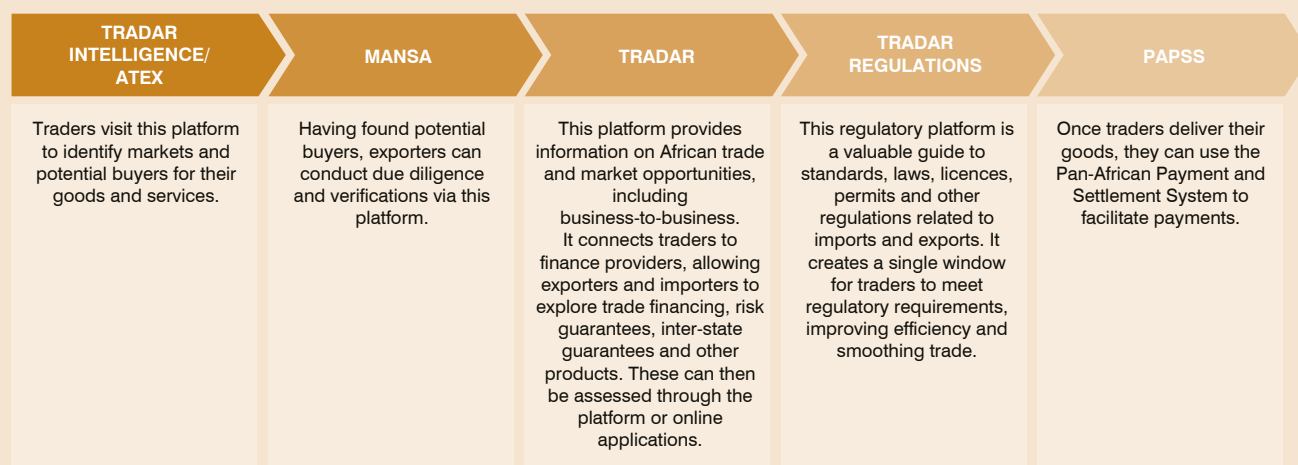 TRADAR
INTELLIGENCE/
ATEX
Traders visit this platform
to identify markets and
potential buyers for their
goods and services.
MANSA
Having found potential
buyers, exporters can
conduct due diligence
and verifications via this
platform.
TRADAR
This platform provides
information on African trade
and market opportunities,
including
business-to-business.
It connects traders to
finance providers, allowing
exporters and importers to
explore trade financing, risk
guarantees, inter-state
guarantees and other
products. These can then
be assessed through the
platform or online
applications.
TRADAR
REGULATIONS
This regulatory platform is
a valuable guide to
standards, laws, licences,
permits and other
regulations related to
imports and exports. It
creates a single window
for traders to meet
regulatory requirements,
improving efficiency and
smoothing trade.
PAPSS
Once traders deliver their
goods, they can use the
Pan-African Payment and
Settlement System to
facilitate payments.